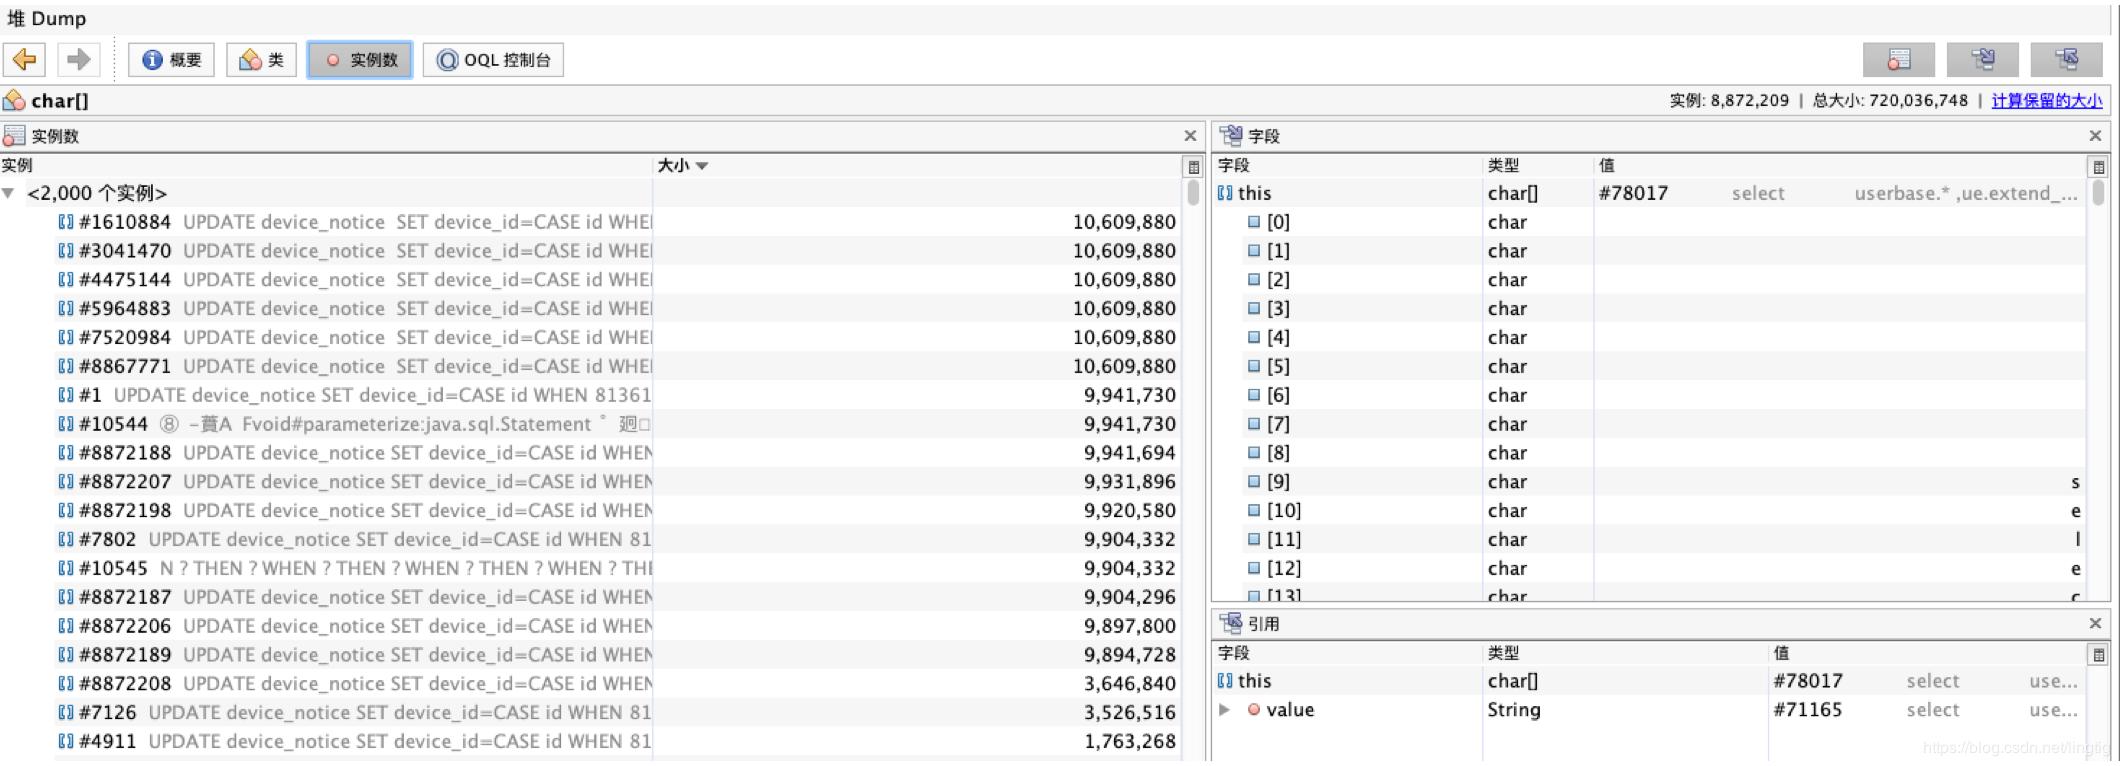 堆 Dump
概要 类 实例数 OQL 控制台
char[] 实例: 8,872,209 | 总大小: 720,036,748 | 计算保留的大小
实例数
实例 大小
<2,000 个实例>
#1610884 UPDATE device_notice SET device_id=CASE id WHE 10,609,880
#3041470 UPDATE device_notice SET device_id=CASE id WHE 10,609,880
#4475144 UPDATE device_notice SET device_id=CASE id WHE 10,609,880
#5964883 UPDATE device_notice SET device_id=CASE id WHE 10,609,880
#7520984 UPDATE device_notice SET device_id=CASE id WHE 10,609,880
#8867771 UPDATE device_notice SET device_id=CASE id WHE 10,609,880
#1 UPDATE device_notice SET device_id=CASE id WHEN 81361 9,941,730
#10544 ⑧ –蕒A Fvoid#parameterize:java.sql.Statement ° 9,941,730
#8872188 UPDATE device_notice SET device_id=CASE id WHEN 9,941,694
#8872207 UPDATE device_notice SET device_id=CASE id WHEN 9,931,896
#8872198 UPDATE device_notice SET device_id=CASE id WHEN 9,920,580
#7802 UPDATE device_notice SET device_id=CASE id WHEN 81 9,904,332
#10545 N ? THEN ? WHEN ? THEN ? WHEN ? THEN ? WHEN ? THE 9,904,332
#8872187 UPDATE device_notice SET device_id=CASE id WHEN 9,904,296
#8872206 UPDATE device_notice SET device_id=CASE id WHEN 9,897,800
#8872189 UPDATE device_notice SET device_id=CASE id WHEN 9,894,728
#8872208 UPDATE device_notice SET device_id=CASE id WHEN 3,646,840
#7126 UPDATE device_notice SET device_id=CASE id WHEN 81 3,526,516
#4911 UPDATE device_notice SET device_id=CASE id WHEN 81 1,763,268
字段
字段 类型 值
this char[] #78017 select userbase.* ,ue.extend_...
[0] char
[1] char
[2] char
[3] char
[4] char
[5] char
[6] char
[7] char
[8] char
[9] char s
[10] char e
[11] char l
[12] char e
[13] char c
引用
字段 类型 值
this char[] #78017 select use...
value String #71165 select use...
https://blog.csdn.net/lingtig